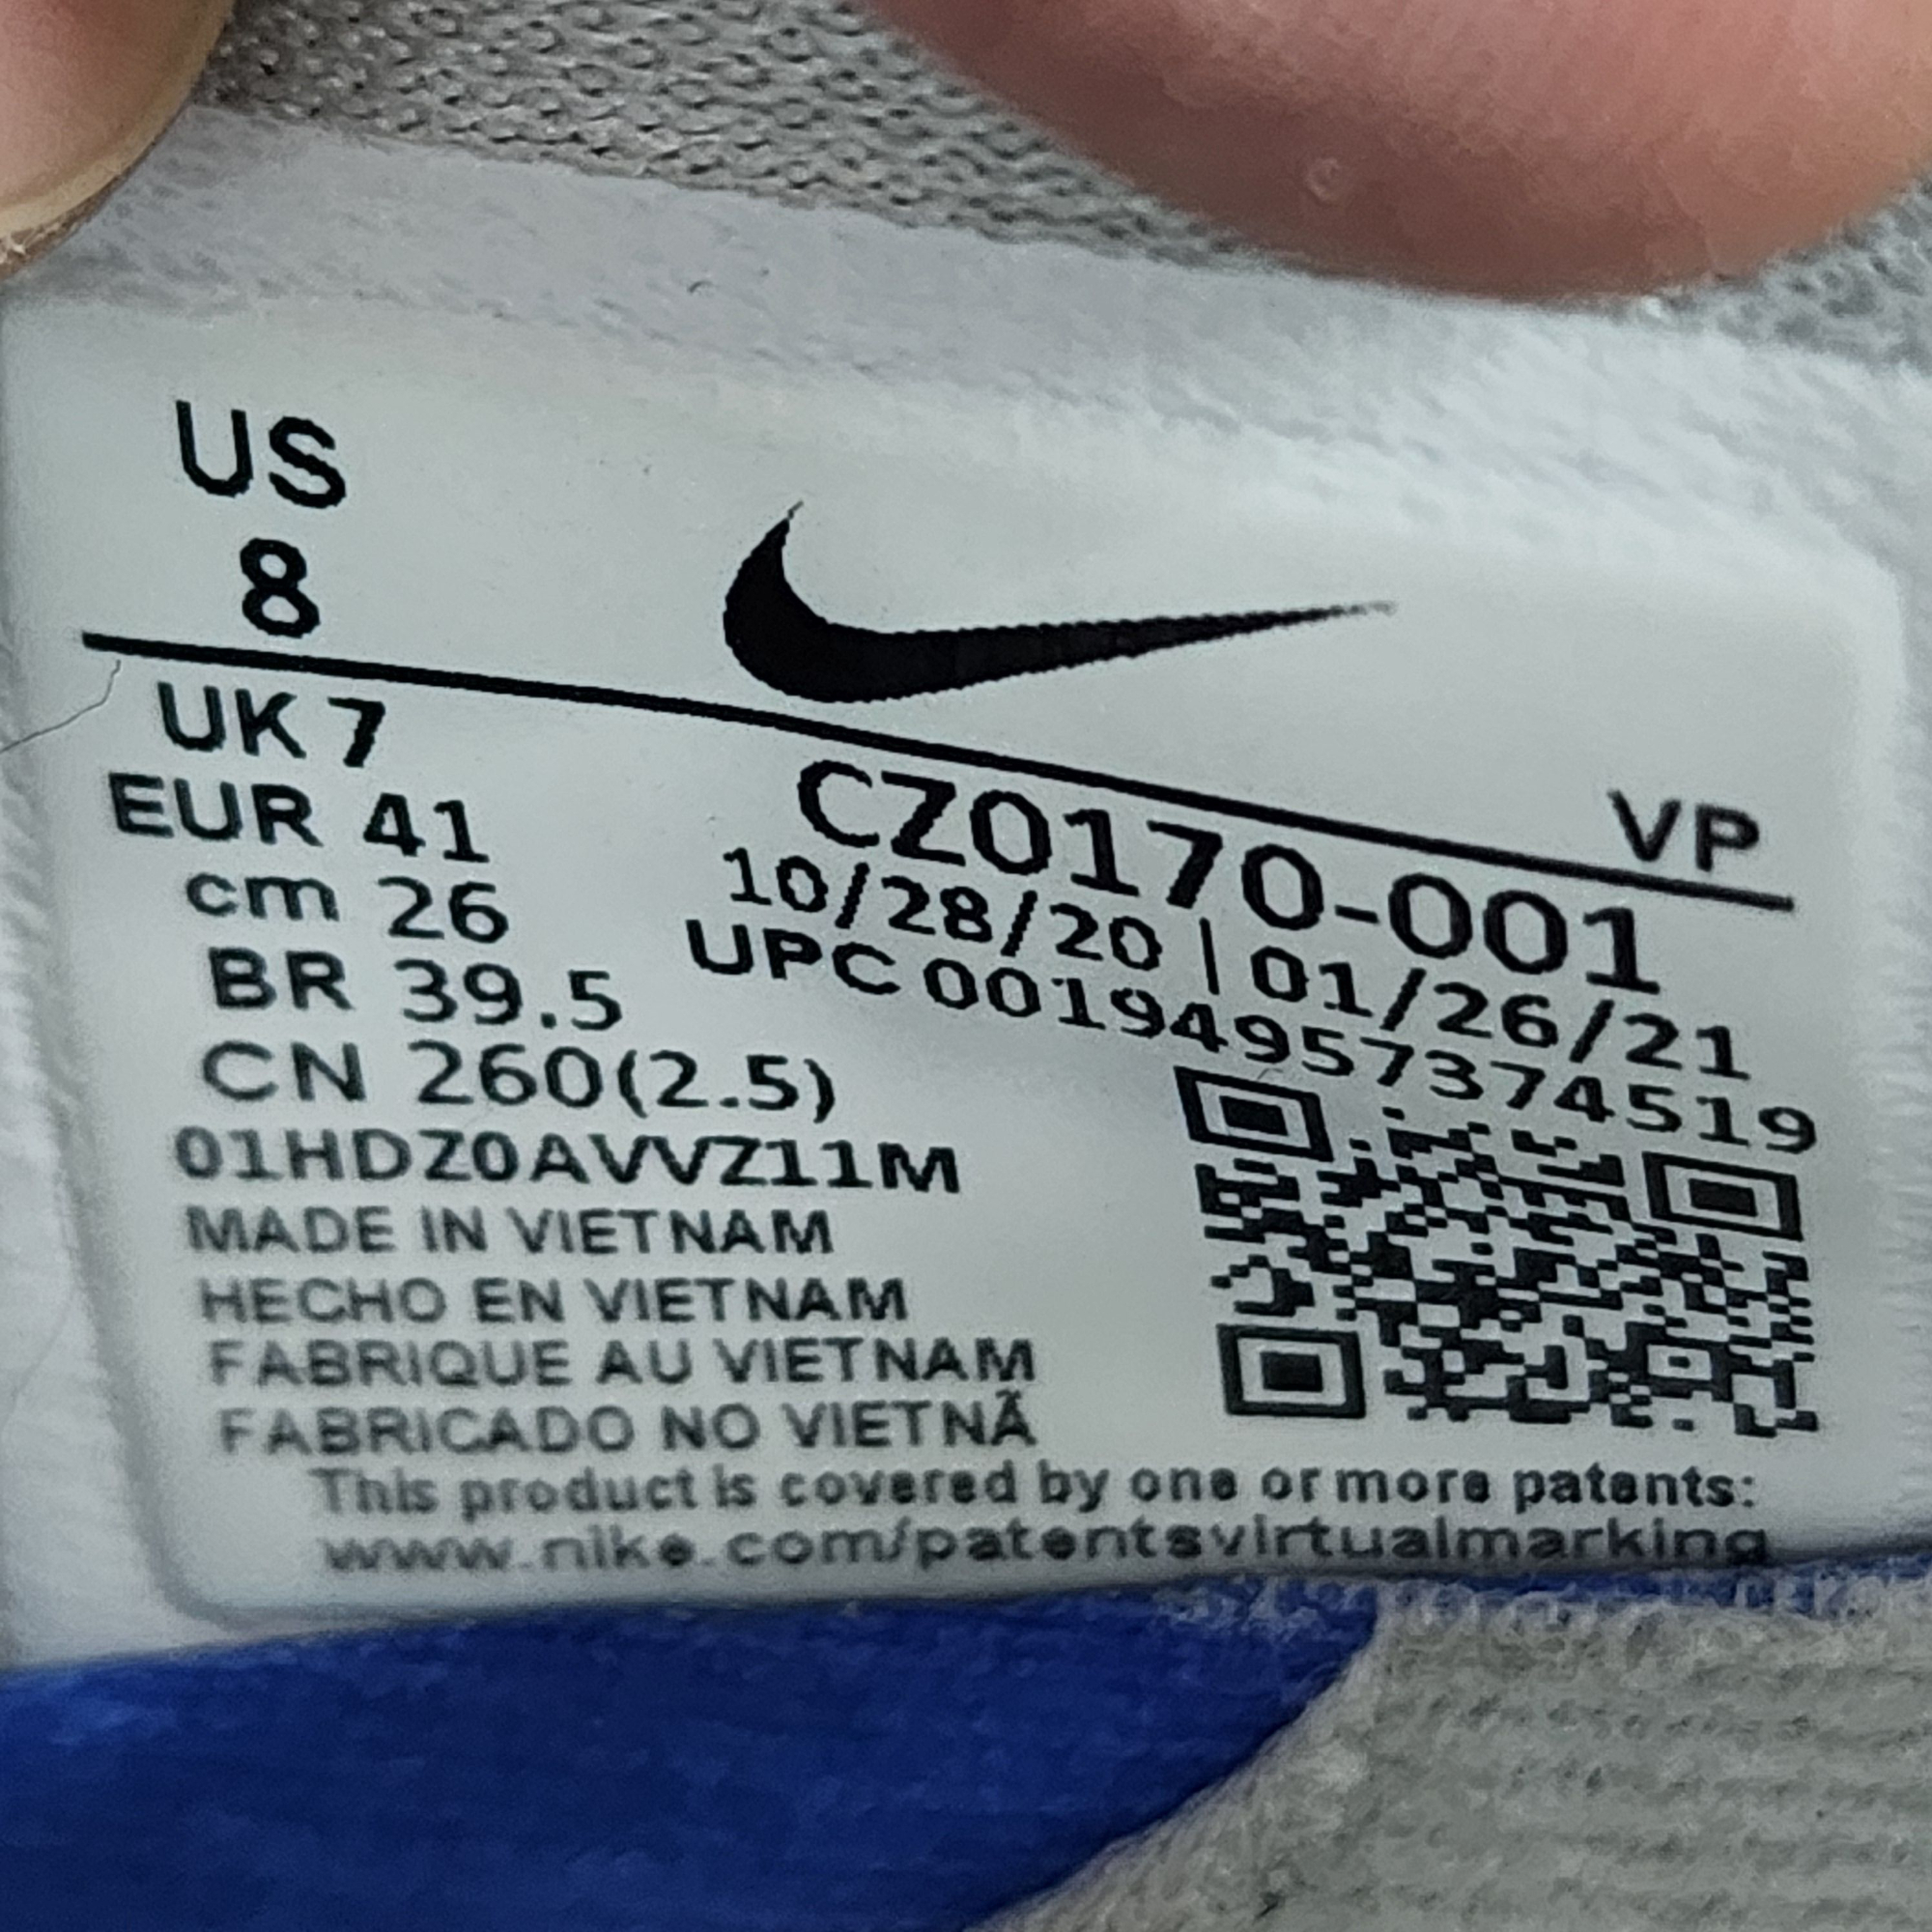 US
8
VP
UK 7
EUR 41
cm 26
BR 39.5
CN 260(2.5)
CZ0170-001
10/28/20 | 01/26/21
UPC 00194957374519
01HDZ0AVVZ11M
MADE IN VIETNAM
HECHO EN VIETNAM
FABRIQUE AU VIETNAM
FABRICADO NO VIETNÃ
This product is covered by one or more patents:
www.nike.com/patentsvirtualmarking